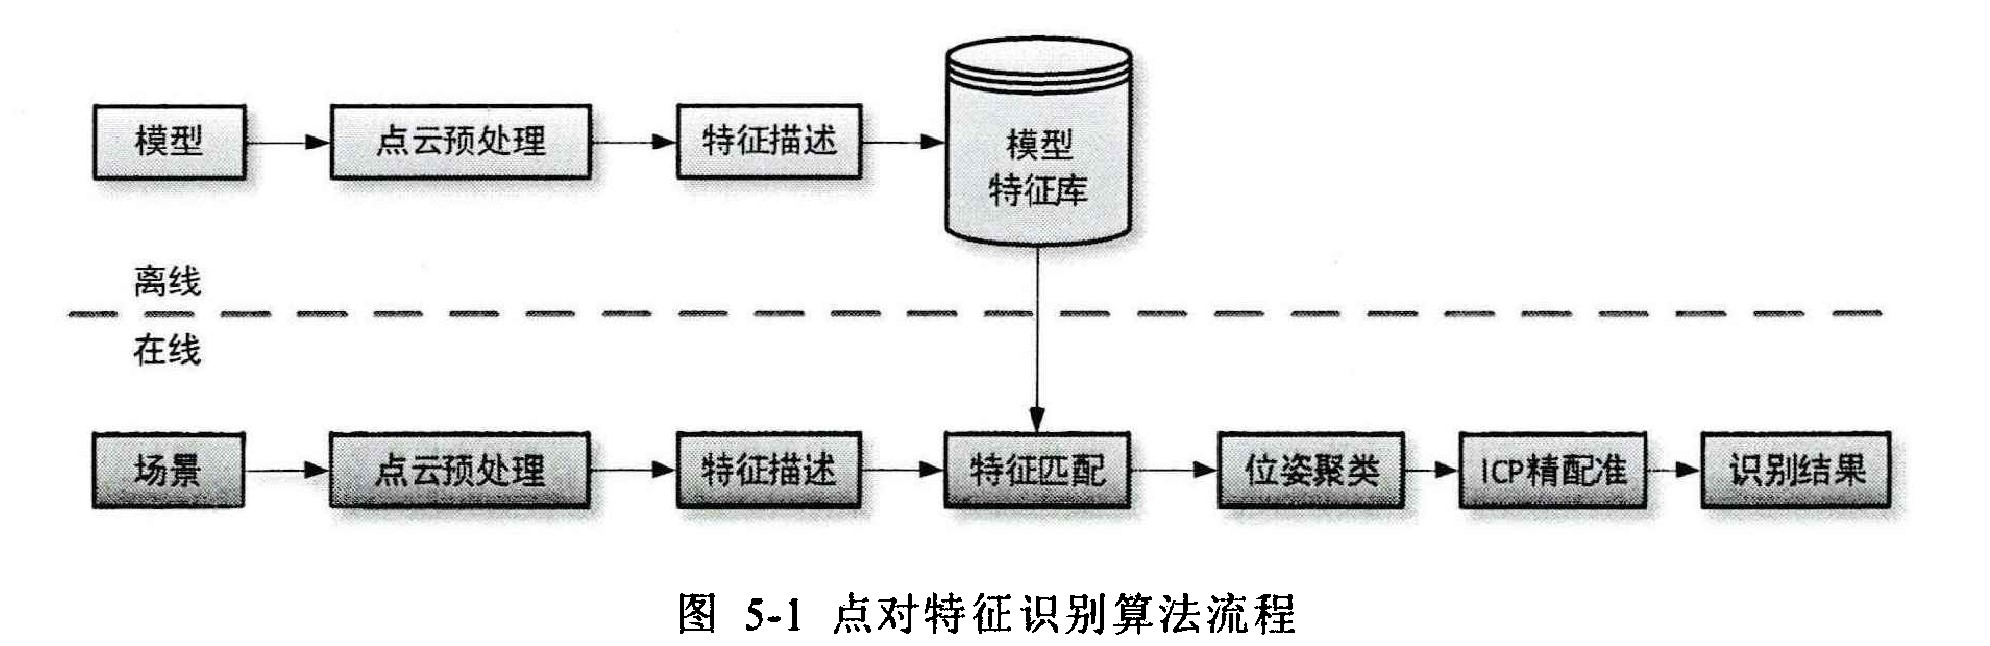 模型
点云预处理
特征描述
模型
特征库
离线
在线
场景
点云预处理
特征描述
特征匹配
位姿聚类
ICP精配准
识别结果
图 5-1 点对特征识别算法流程